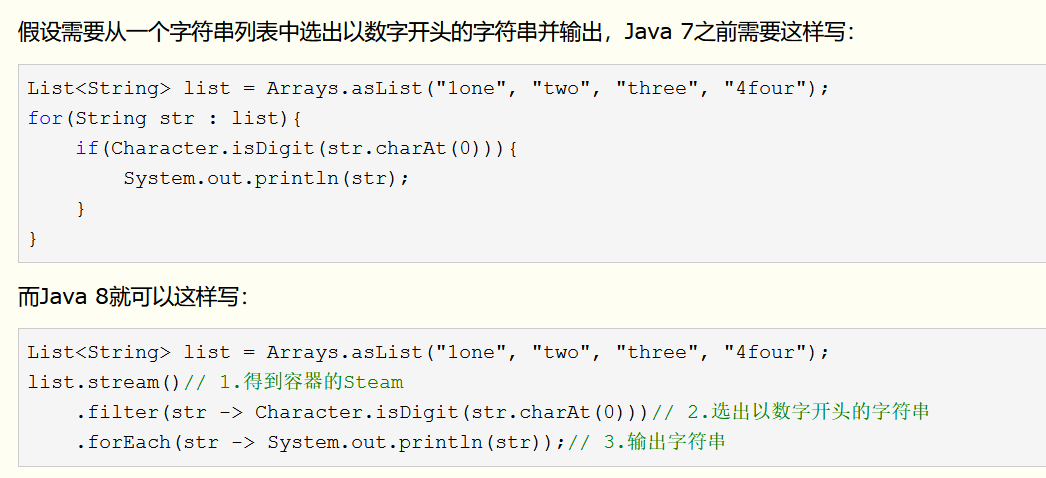 假设需要从一个字符串列表中选出以数字开头的字符串并输出，Java 7之前需要这样写：
List<String> list = Arrays.asList("1one", "two", "three", "4four");
for(String str : list){
    if(Character.isDigit(str.charAt(0))){
        System.out.println(str);
    }
}
而Java 8就可以这样写：
List<String> list = Arrays.asList("1one", "two", "three", "4four");
list.stream()// 1.得到容器的Steam
    .filter(str -> Character.isDigit(str.charAt(0)))// 2.选出以数字开头的字符串
    .forEach(str -> System.out.println(str));// 3.输出字符串